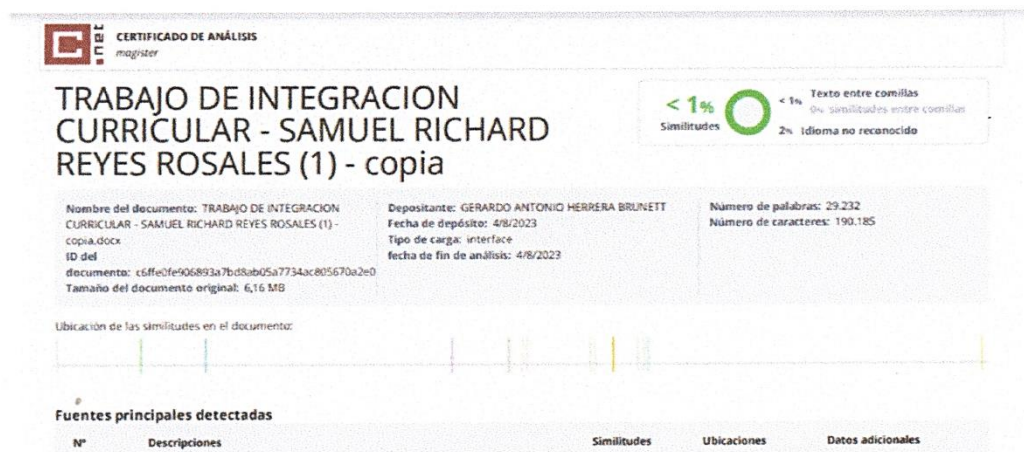 C .net
CERTIFICADO DE ANÁLISIS
magister
TRABAJO DE INTEGRACION
CURRICULAR - SAMUEL RICHARD
REYES ROSALES (1) - copia
< 1%
Similitudes
< 1% Texto entre comillas
0% similitudes entre comillas
2% Idioma no reconocido
Nombre del documento: TRABAJO DE INTEGRACION
CURRICULAR - SAMUEL RICHARD REYES ROSALES (1) -
copia.docx
ID del
documento: c6ffe0fe906893a7bd8ab05a7734ac805670a2e0
Tamaño del documento original: 6,16 MB
Depositante: GERARDO ANTONIO HERRERA BRUNETT
Fecha de depósito: 4/8/2023
Tipo de carga: interface
fecha de fin de análisis: 4/8/2023
Número de palabras: 29.232
Número de caracteres: 190.185
Ubicación de las similitudes en el documento:
Fuentes principales detectadas
N° Descripciones Similitudes Ubicaciones Datos adicionales